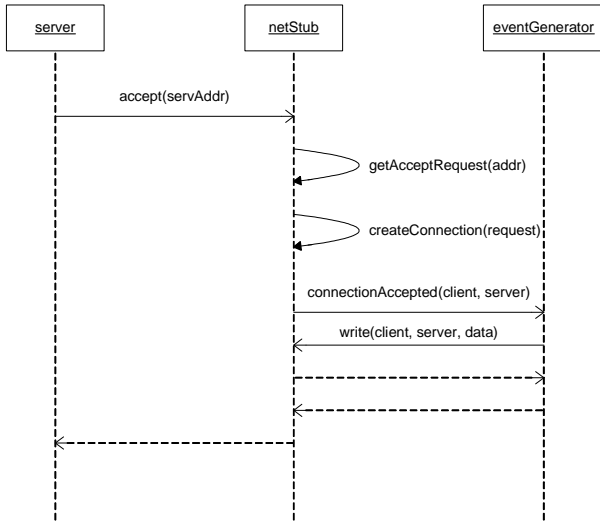 server
netStub
eventGenerator
accept(servAddr)
getAcceptRequest(addr)
createConnection(request)
connectionAccepted(client, server)
write(client, server, data)